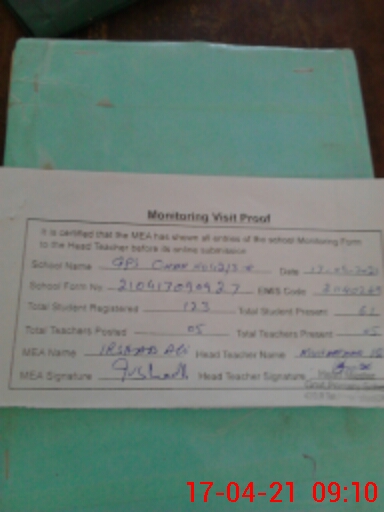 Monitoring Visit Proof
It is certified that the MEA has shown all entries of the school Monitoring Form
to the Head Teacher before its online submission
School Name GPS Chak Date
School Form No 210417090927 EMIS Code
Total Student Registered 123 Total Student Present
Total Teachers Posted 05 Total Teachers Present 05
MEA Name IRSHAD ALI Head Teacher Name
MEA Signature Head Teacher Signature
17-04-21 09:10